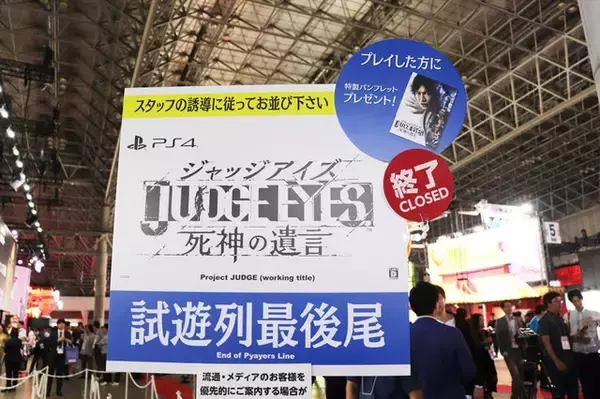 プレイした方に
特製パンフレット
プレゼント!
スタッフの誘導に従ってお並び下さい
PS4
終了
CLOSED
ジャッジアイズ
JUDGE EYES
死神の遺言
Project JUDGE (working title)
5
試遊列最後尾
End of Pyayers Line
流通・メディアのお客様を
優先的にご案内する場合が